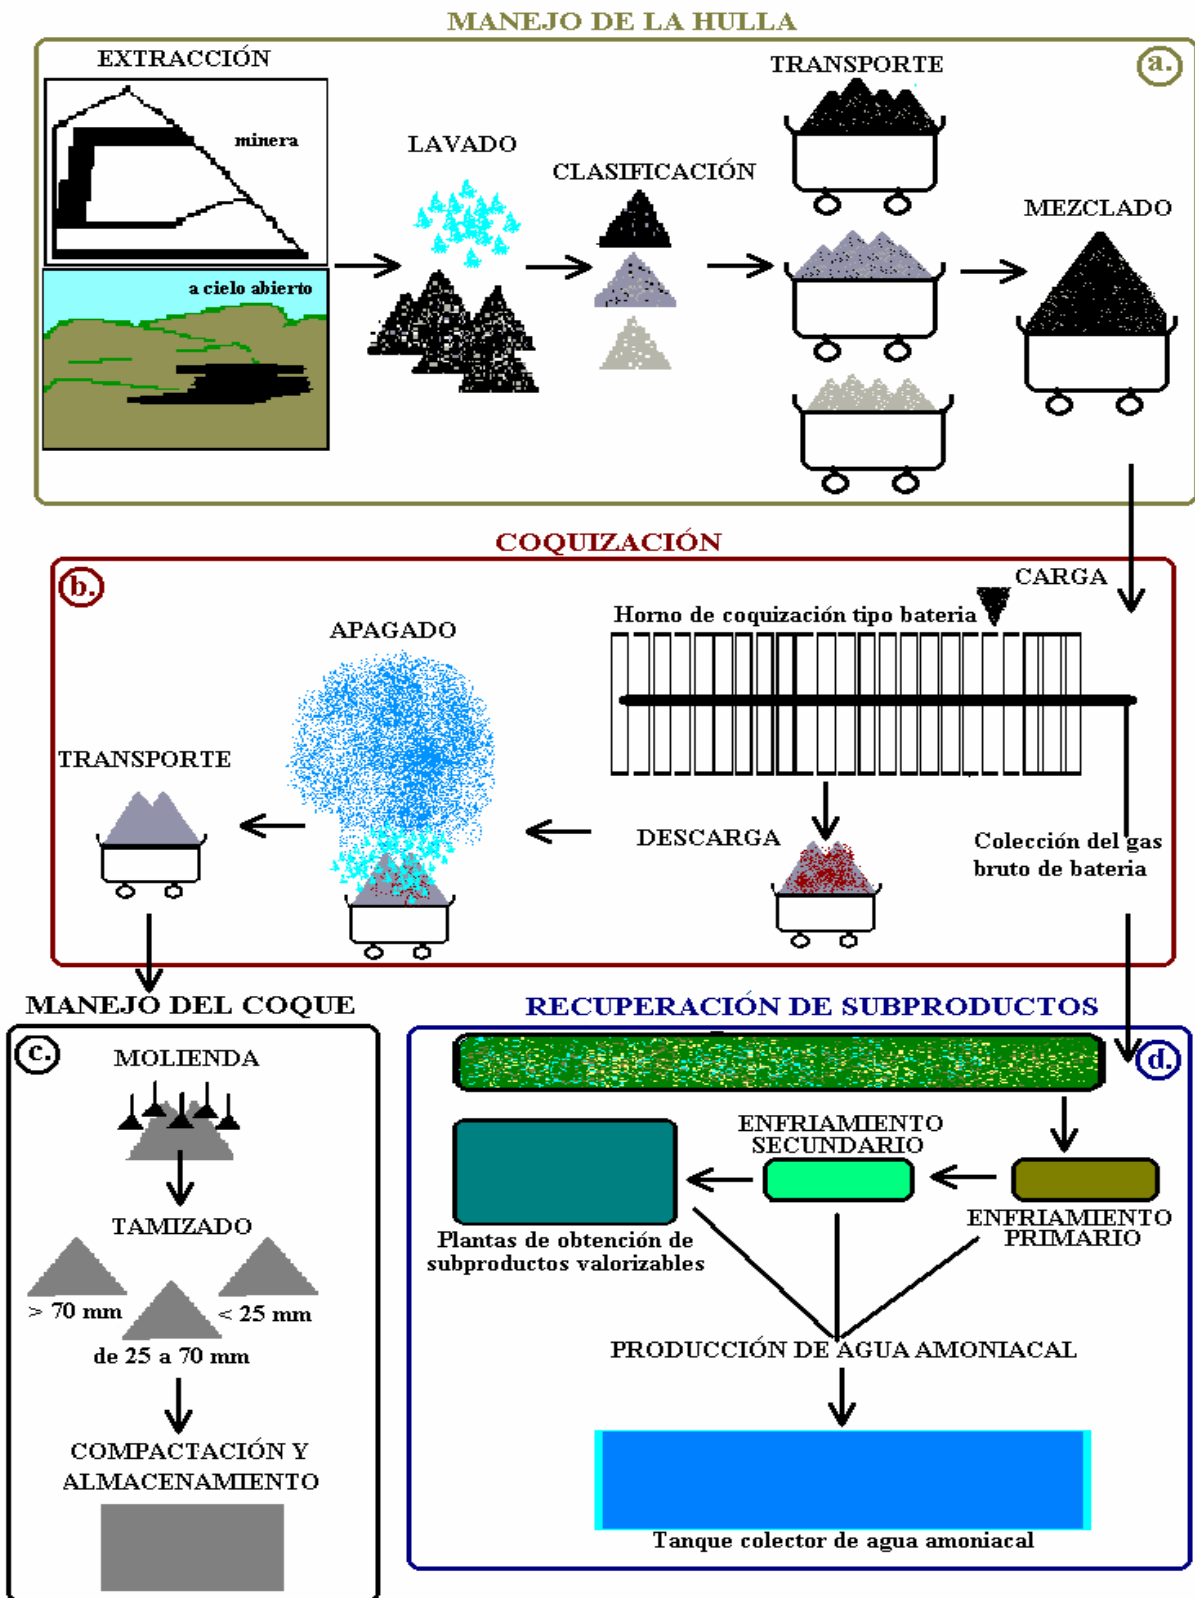 MANEJO DE LA HULLA
a.
EXTRACCIÓN
minera
a cielo abierto
LAVADO
CLASIFICACIÓN
TRANSPORTE
MEZCLADO
COQUIZACIÓN
b.
CARGA
Horno de coquización tipo bateria
APAGADO
TRANSPORTE
DESCARGA
Colección del gas
bruto de bateria
MANEJO DEL COQUE
c.
MOLIENDA
TAMIZADO
> 70 mm
< 25 mm
de 25 a 70 mm
COMPACTACIÓN Y
ALMACENAMIENTO
RECUPERACIÓN DE SUBPRODUCTOS
d.
ENFRIAMIENTO
SECUNDARIO
ENFRIAMIENTO
PRIMARIO
Plantas de obtención de
subproductos valorizables
PRODUCCIÓN DE AGUA AMONIACAL
Tanque colector de agua amoniacal